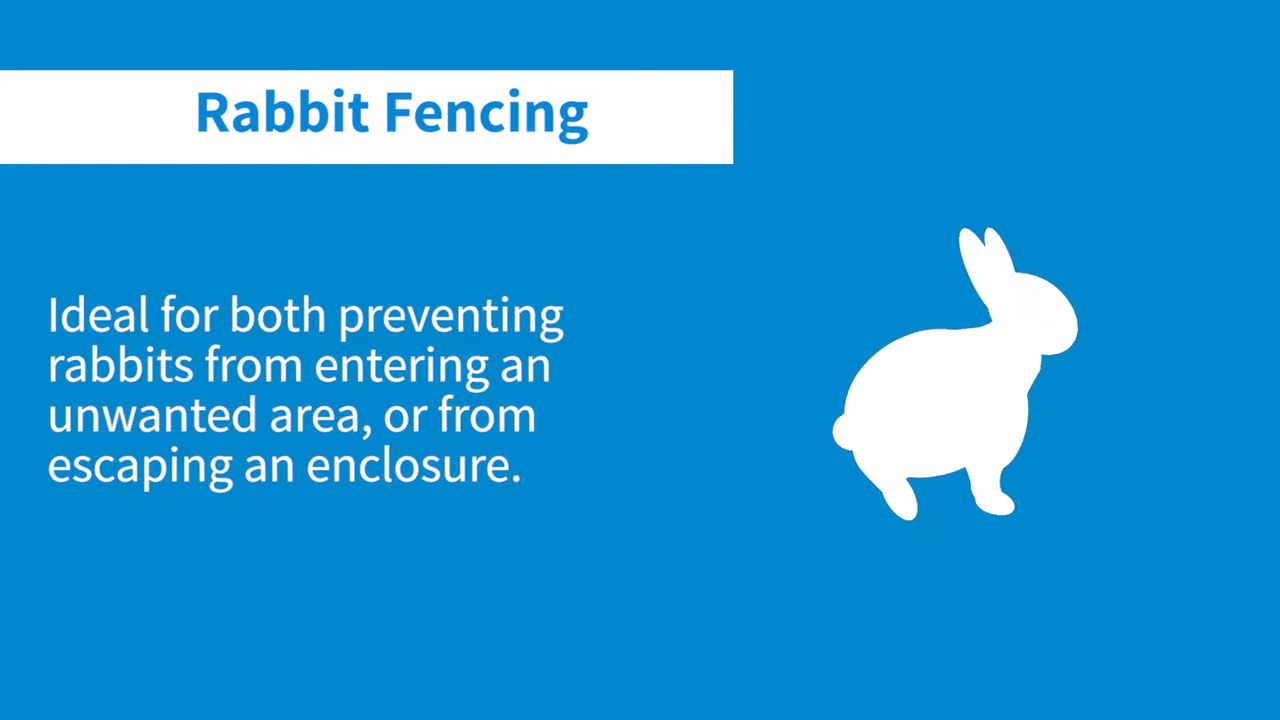 Rabbit Fencing
Ideal for both preventing
rabbits from entering an
unwanted area, or from
escaping an enclosure.